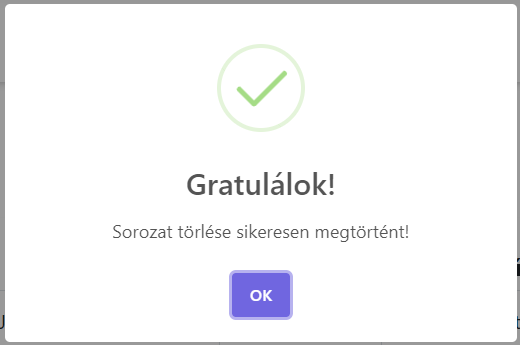 Gratulálok!
Sorozat törlése sikeresen megtörtént!
OK